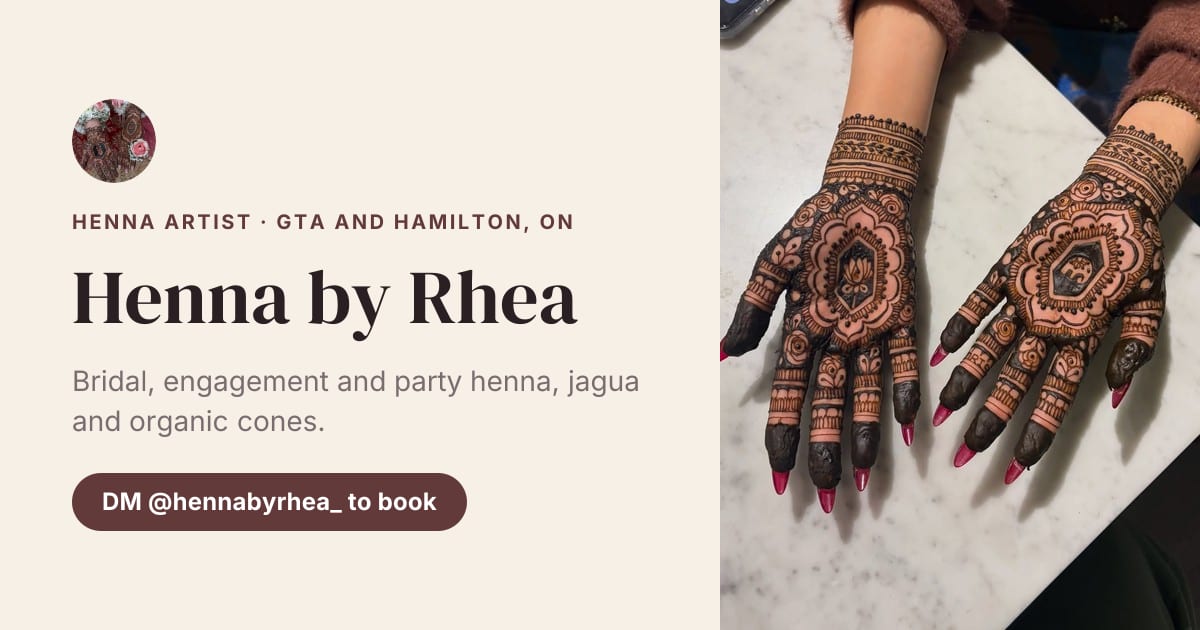 HENNA ARTIST · GTA AND HAMILTON, ON
Henna by Rhea
Bridal, engagement and party henna, jagua
and organic cones.
DM @hennabyrhea_ to book